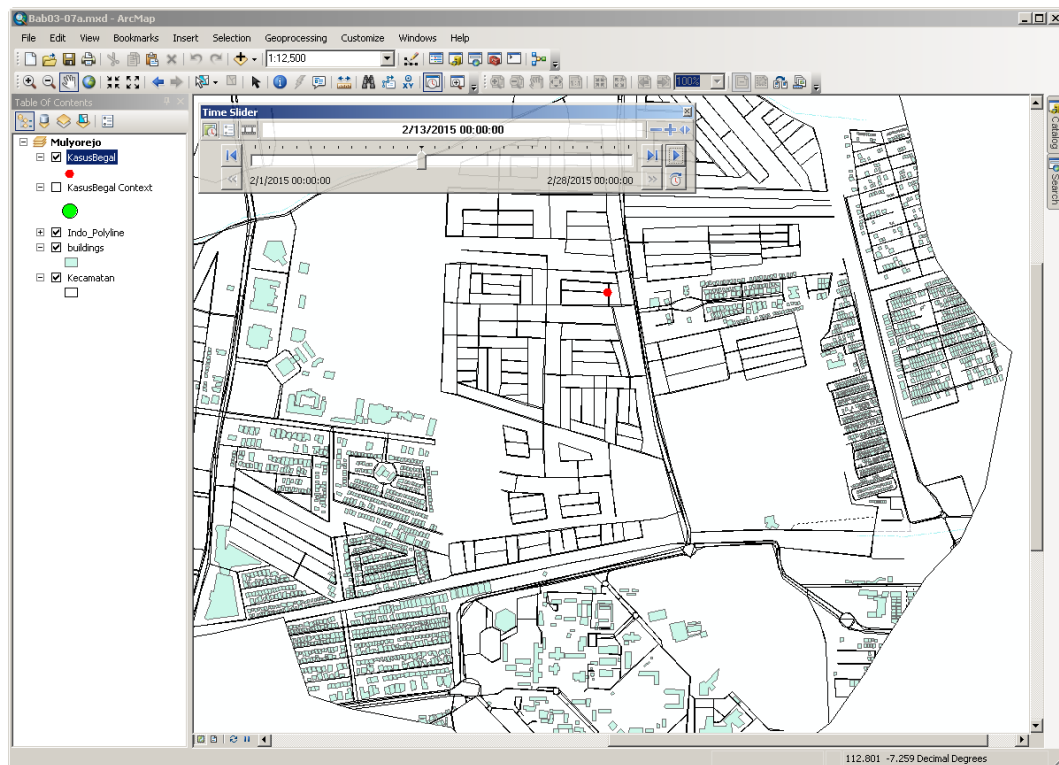 Bab03-07a.mxd - ArcMap
File Edit View Bookmarks Insert Selection Geoprocessing Customize Windows Help
1:12,500
100%
Table Of Contents
Time Slider
2/13/2015 00:00:00
2/1/2015 00:00:00 2/28/2015 00:00:00
Mulyorejo
KasusBegal
KasusBegal Context
Indo_Polyline
buildings
Kecamatan
Catalog
Search
112.801 -7.259 Decimal Degrees